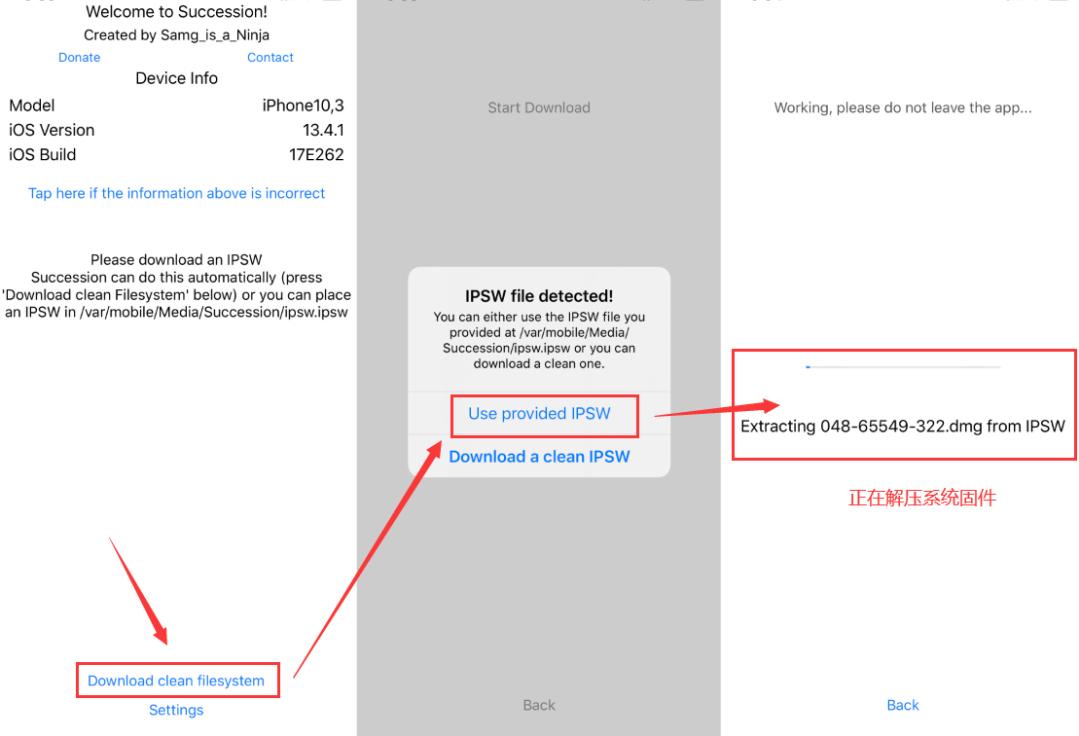 Welcome to Succession!
Created by Samg_is_a_Ninja
Donate
Contact
Device Info
Model
iPhone10,3
iOS Version
13.4.1
iOS Build
17E262
Tap here if the information above is incorrect
Please download an IPSW
Succession can do this automatically (press
'Download clean Filesystem' below) or you can place
an IPSW in /var/mobile/Media/Succession/ipsw.ipsw
Download clean filesystem
Settings
Start Download
IPSW file detected!
You can either use the IPSW file you
provided at /var/mobile/Media/
Succession/ipsw.ipsw or you can
download a clean one.
Use provided IPSW
Download a clean IPSW
Back
Working, please do not leave the app...
Extracting 048-65549-322.dmg from IPSW
正在解压系统固件
Back